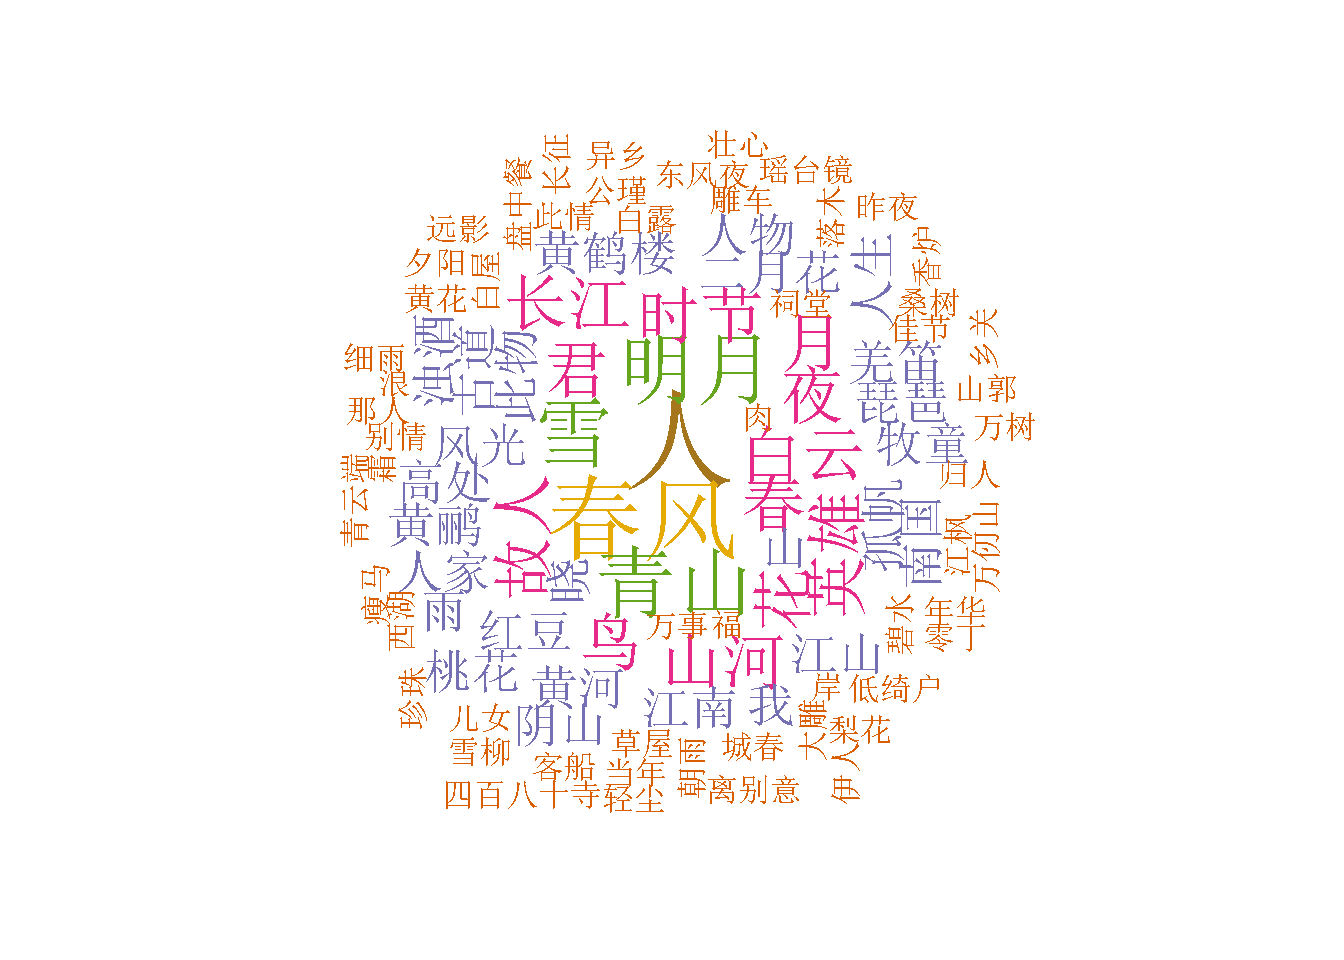 壮心
长征
异乡
东风夜
瑶台镜
盘中餐
公瑾
雕车
昨夜
远影
此情
白露
落木
黄鹤楼
人物
二月花
人生
香炉
夕阳
白屋
黄花
长江
时节
祠堂
桑树
佳节
乡关
浊酒
古道
此物
君
明月
月
夜
羌笛
琵琶
山郭
细雨
浪
那人
别情
雪
人
肉
白云
牧童
万树
云端
霜
风光
高处
青云
黄鹂
故人
春风
春
英雄
孤帆
南国
归人
江枫
万仞山
人家
晓
青山
山
花
瘦马
西湖
雨
红豆
鸟
万事福
碧水
年华
零丁
桃花
黄河
山河
江山
珍珠
儿女
阴山
江南
我
岸
低绮户
雪柳
草屋
城春
大雕
梨花
客船
当年
朝雨
伊人
四百八十寺
轻尘
离别意